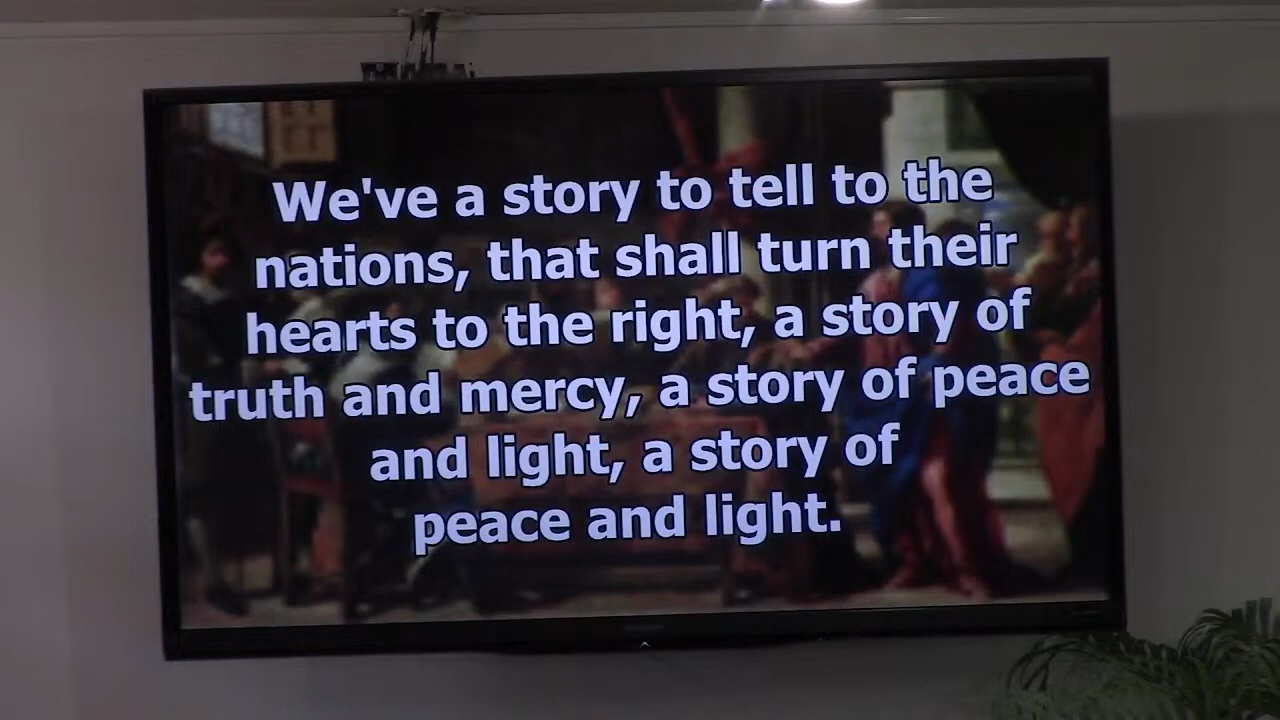 We've a story to tell to the
nations, that shall turn their
hearts to the right, a story of
truth and mercy, a story of peace
and light, a story of
peace and light.